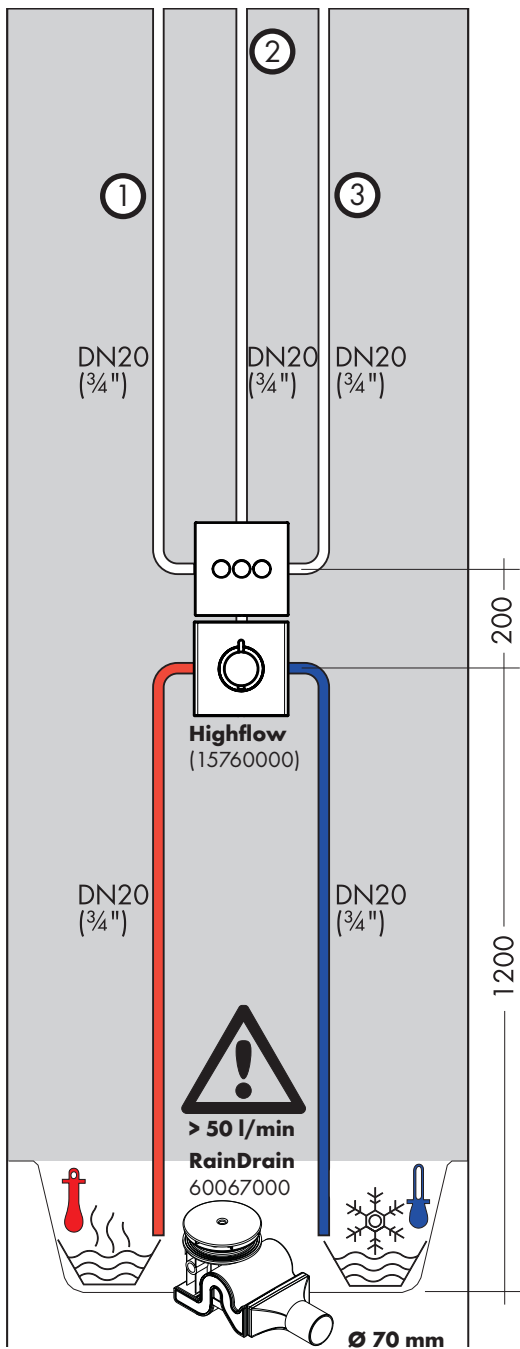 2
1
3
DN20
(¾")
DN20
(¾")
DN20
(¾")
200
Highflow
(15760000)
DN20
(¾")
DN20
(¾")
1200
> 50 l/min
RainDrain
60067000
Ø 70 mm